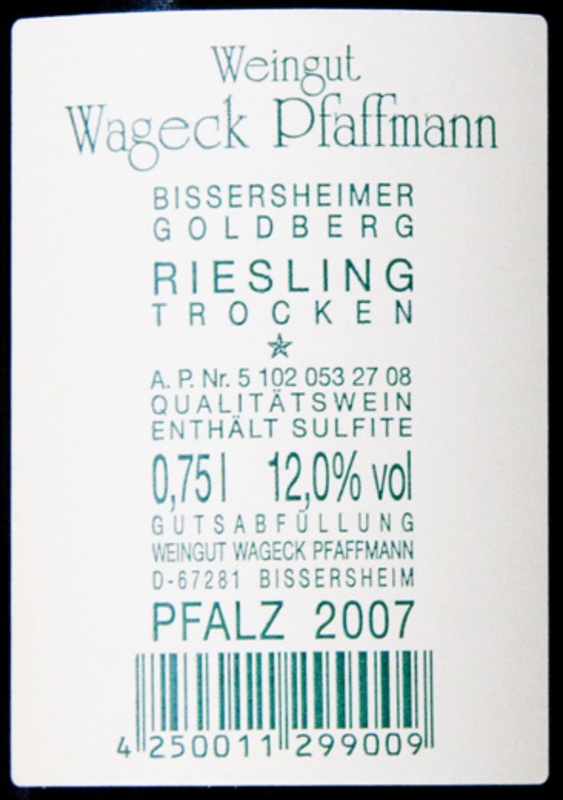 Weingut
Wageck Pfaffmann
BISSERSHEIMER
GOLDBERG
RIESLING
TROCKEN
A. P. Nr. 5 102 053 27 08
QUALITÄTSWEIN
ENTHÄLT SULFITE
0,75 l 12,0% vol
GUTSABFÜLLUNG
WEINGUT WAGECK PFAFFMANN
D-67281 BISSERSHEIM
PFALZ 2007
4 250011 299009